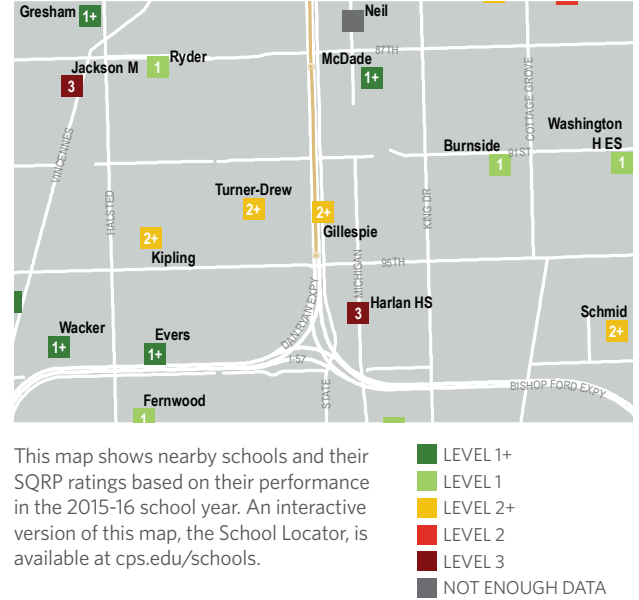 Gresham
1+
Neil
87TH
Ryder
1
Jackson M
3
McDade
1+
COTTAGE GROVE
Washington
H ES
1
Burnside
91ST
1
VINCENNES
HALSTED
Turner-Drew
2+
2+
Gillespie
KING DR
2+
Kipling
95TH
MICHIGAN
Harlan HS
3
DAN RYAN EXPY
Schmid
2+
Wacker
1+
Evers
1+
I-57
STATE
BISHOP FORD EXPY
Fernwood
1
This map shows nearby schools and their
SQRP ratings based on their performance
in the 2015-16 school year. An interactive
version of this map, the School Locator, is
available at cps.edu/schools.
LEVEL 1+
LEVEL 1
LEVEL 2+
LEVEL 2
LEVEL 3
NOT ENOUGH DATA